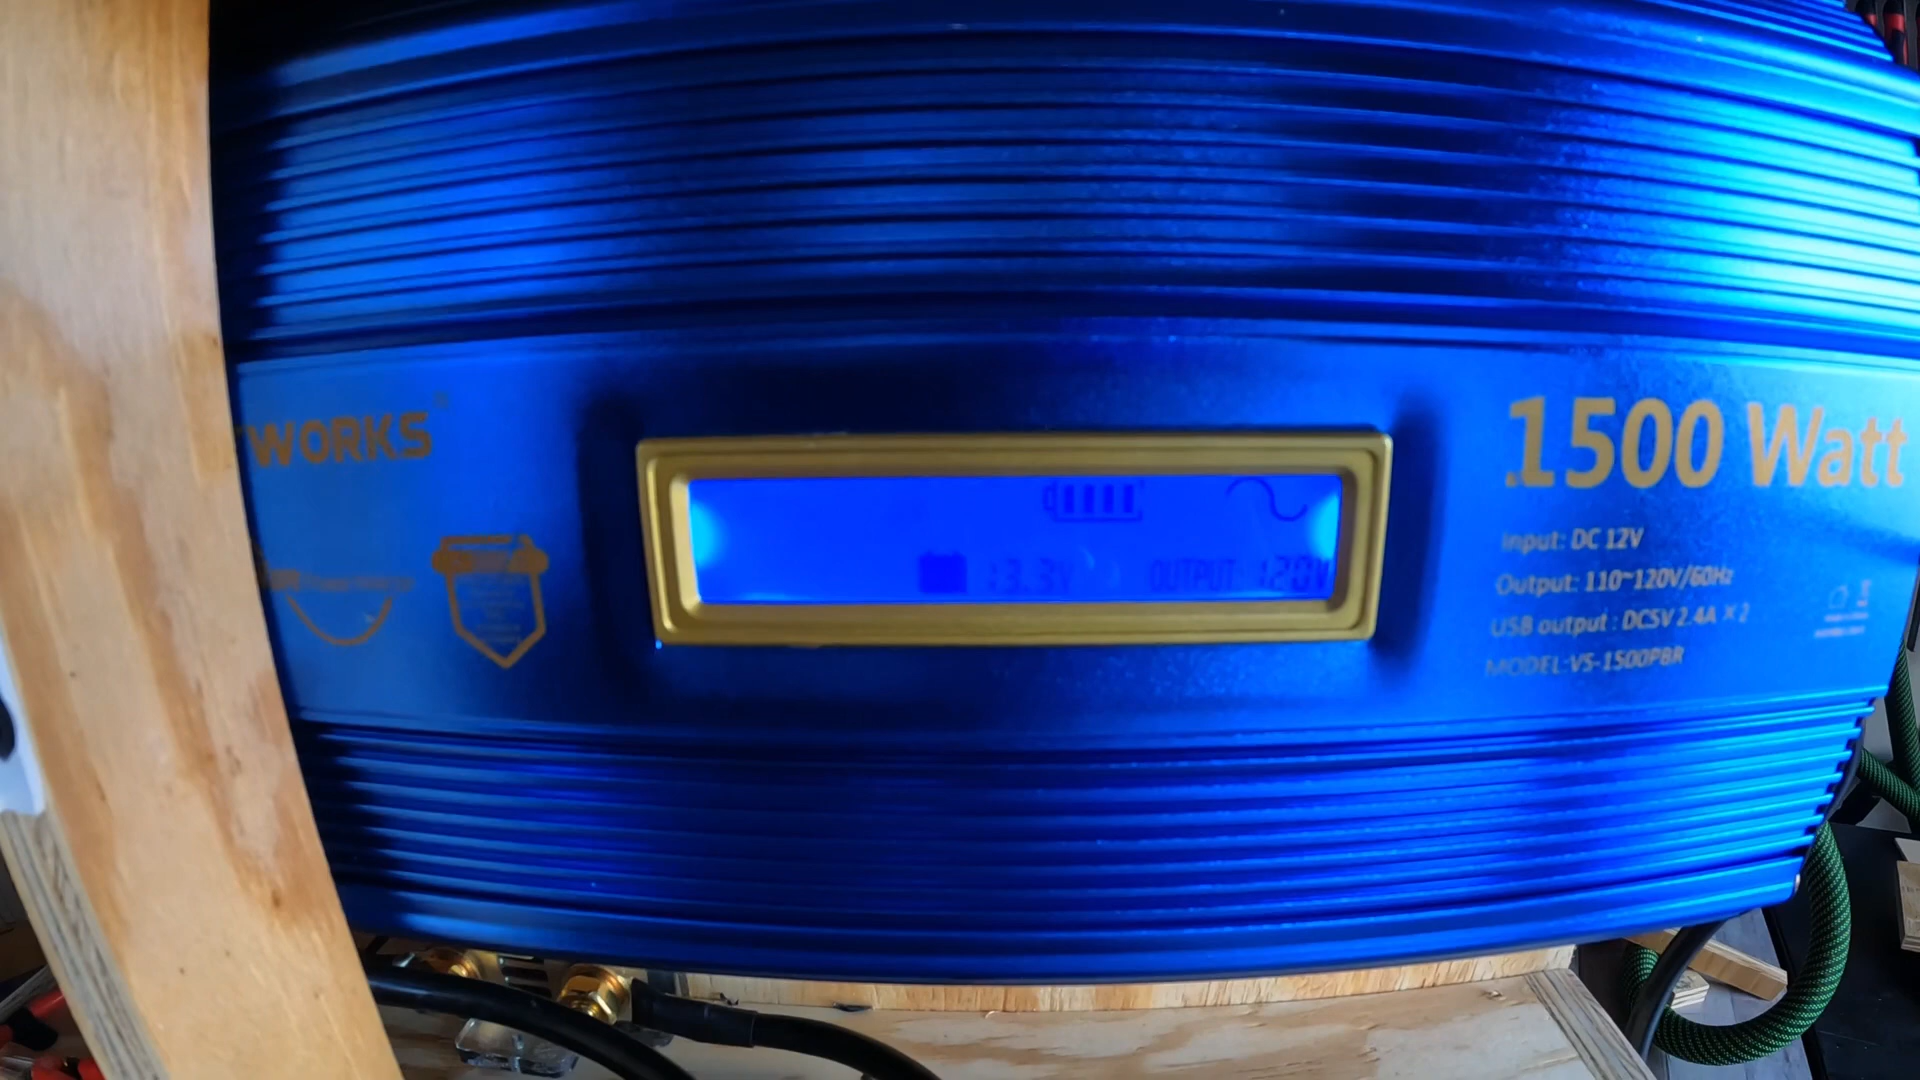 WORKS
13.3V OUTPUT 120V
1500 Watt
Input: DC 12V
Output: 110~120V/60Hz
USB output : DC5V 2.4A × 2
MODEL:VS-1500PBR